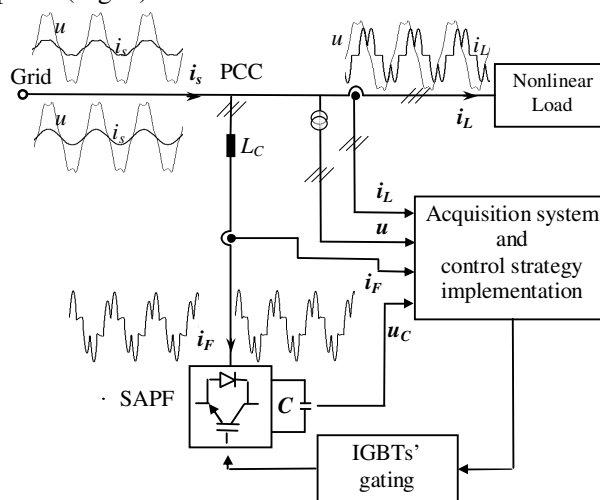 u
i_s
Grid
i_s
PCC
u
i_L
Nonlinear
Load
i_L
u
i_s
L_C
i_L
u
i_F
u_C
Acquisition system
and
control strategy
implementation
i_F
· SAPF
C
IGBTs'
gating